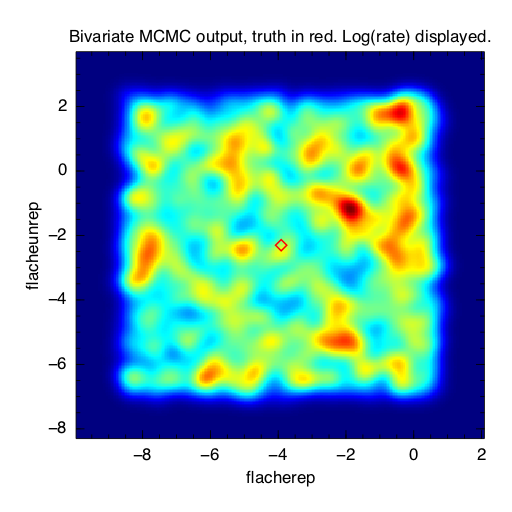 Bivariate MCMC output, truth in red. Log(rate) displayed.
2
0
−2
−4
−6
−8
flacheunrep
−8 −6 −4 −2 0 2
flacherep